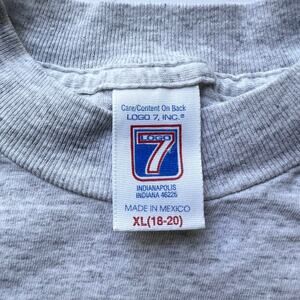 Care/Content On Back
LOGO 7, INC.®
LOGO
7
INDIANAPOLIS
INDIANA 46226
MADE IN MEXICO
XL(18-20)